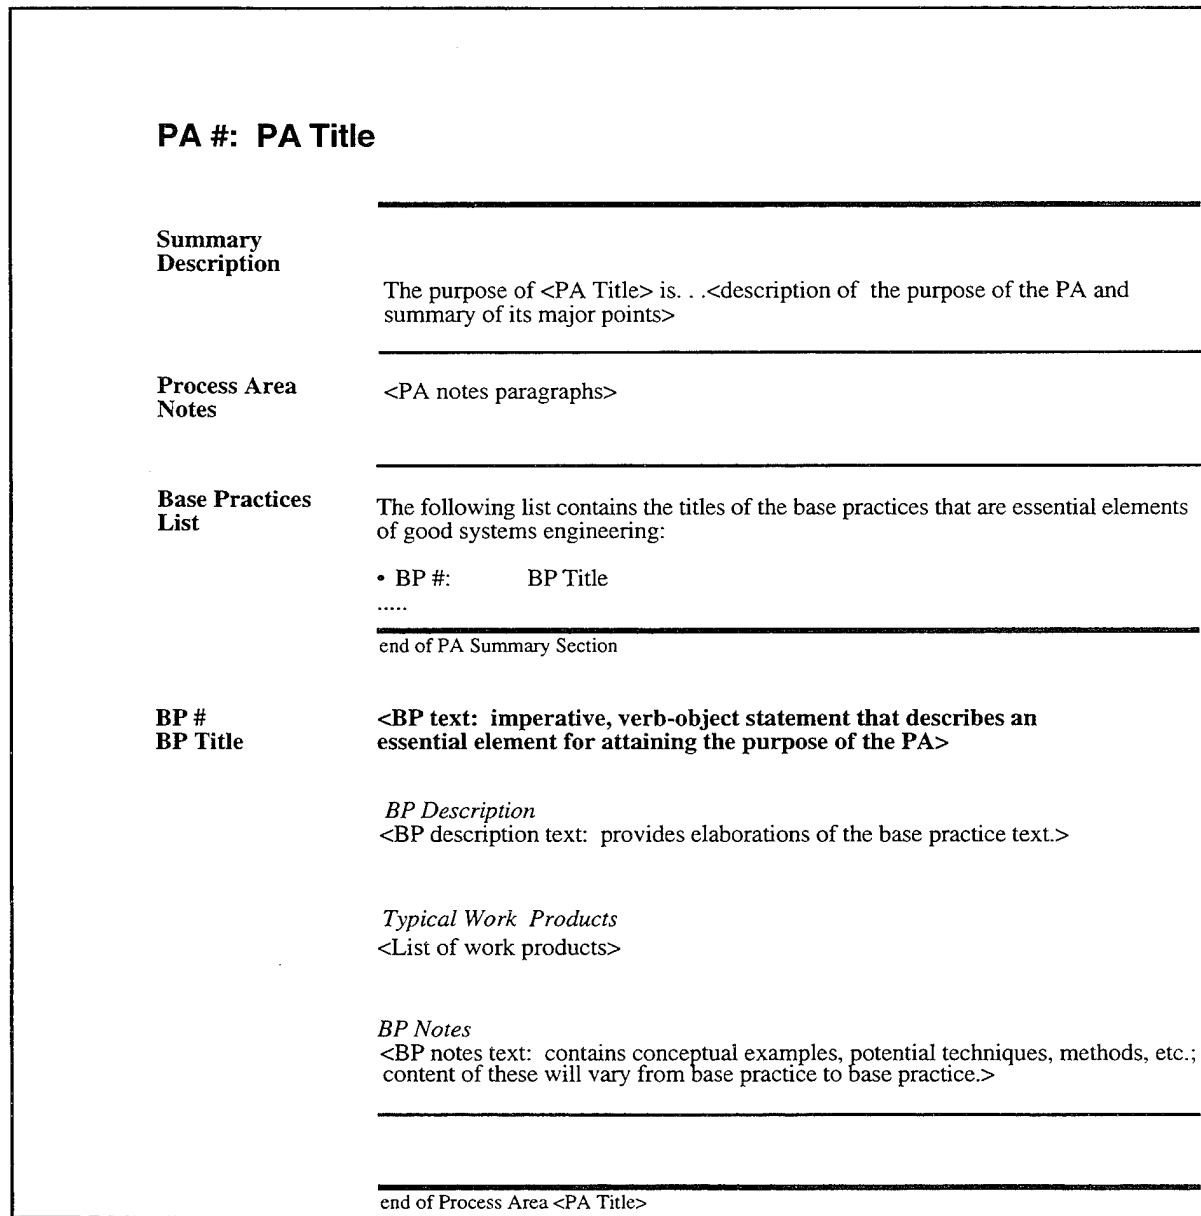 PA #: PA Title
Summary
Description
The purpose of <PA Title> is. . .<description of the purpose of the PA and
summary of its major points>
Process Area
Notes
<PA notes paragraphs>
Base Practices
List
The following list contains the titles of the base practices that are essential elements
of good systems engineering:
• BP #: BP Title
.....
end of PA Summary Section
BP #
BP Title
<BP text: imperative, verb-object statement that describes an
essential element for attaining the purpose of the PA>
BP Description
<BP description text: provides elaborations of the base practice text.>
Typical Work Products
<List of work products>
BP Notes
<BP notes text: contains conceptual examples, potential techniques, methods, etc.;
content of these will vary from base practice to base practice.>
end of Process Area <PA Title>